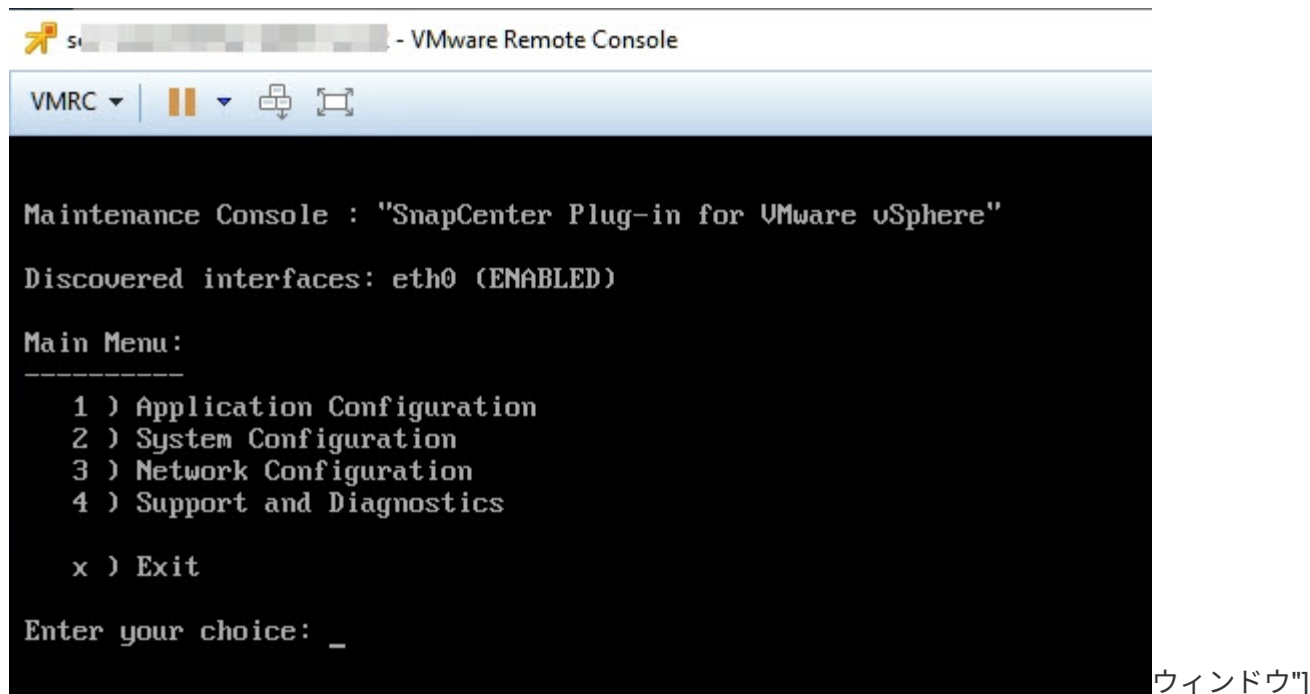 - VMware Remote Console
VMRC
Maintenance Console : "SnapCenter Plug-in for VMware vSphere"
Discovered interfaces: eth0 (ENABLED)
Main Menu:
----------
1 ) Application Configuration
2 ) System Configuration
3 ) Network Configuration
4 ) Support and Diagnostics
x ) Exit
Enter your choice: _
ウィンドウ"]